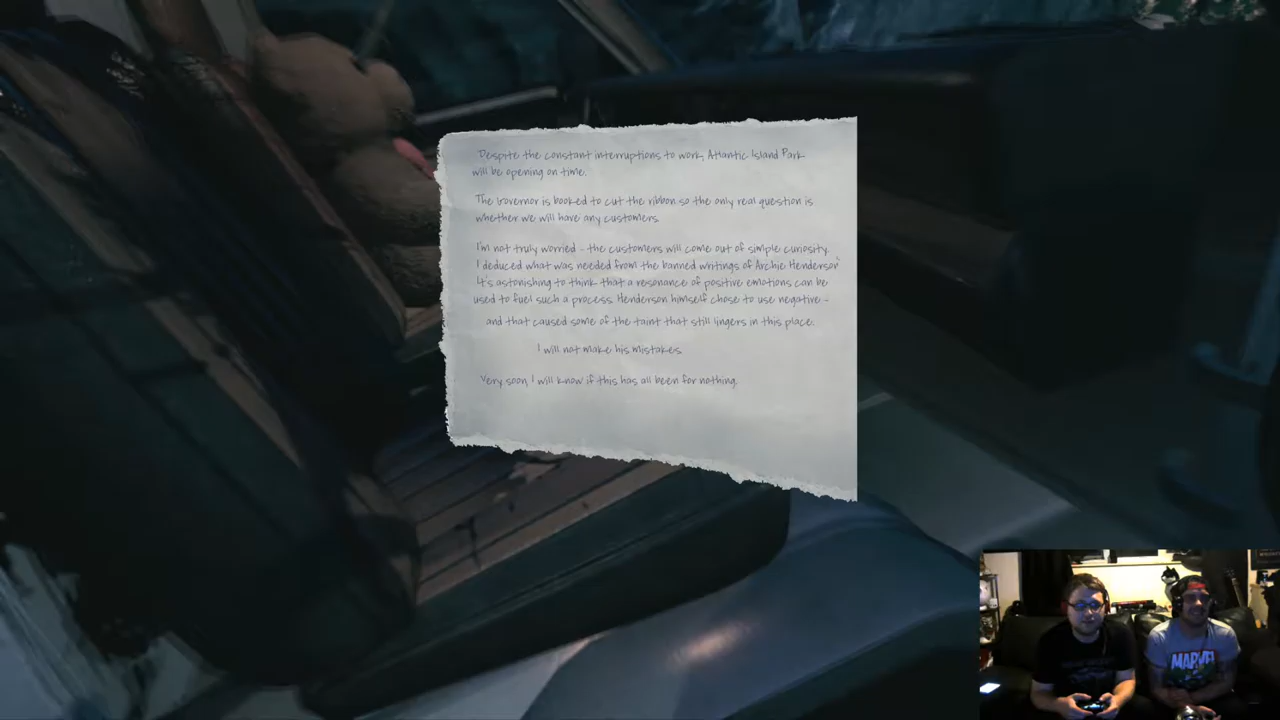 Despite the constant interruptions to work, Atlantic Island Park
will be opening on time.
The Governor is booked to cut the ribbon so the only real question is
whether we will have any customers.
I'm not truly worried - the customers will come out of simple curiosity.
I deduced what was needed from the banned writings of Archie Henderson.
It's astonishing to think that a resonance of positive emotions can be
used to fuel such a process. Henderson himself chose to use negative -
and that caused some of the taint that still lingers in this place.
I will not make his mistakes.
Very soon, I will know if this has all been for nothing.
MARVEL